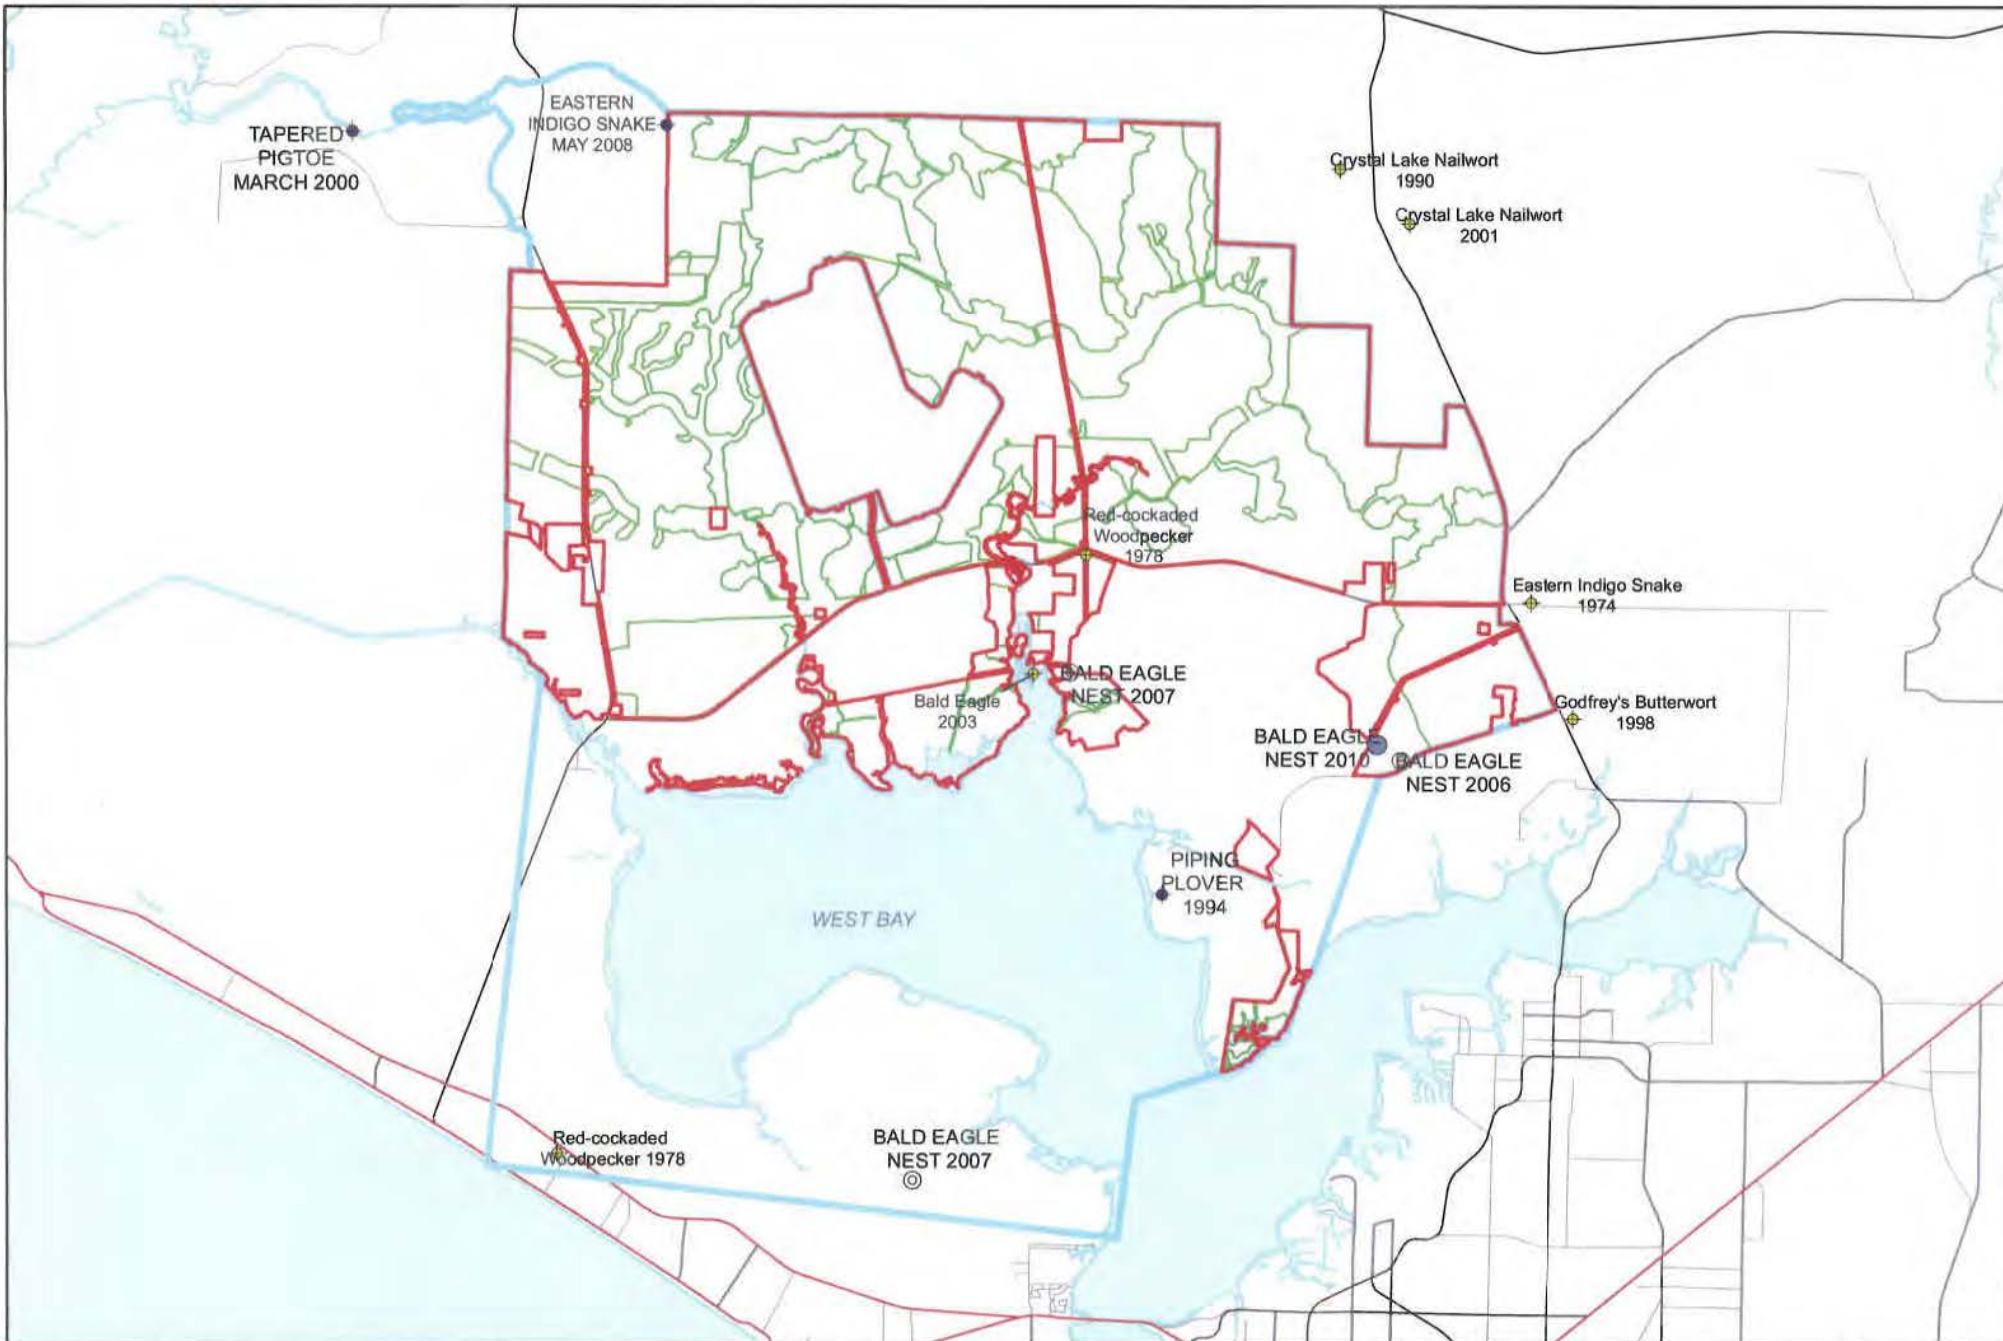 EASTERN
INDIGO SNAKE
MAY 2008
TAPERED
PIGTOE
MARCH 2000
Crystal Lake Nailwort
1990
Crystal Lake Nailwort
2001
Red-cockaded
Woodpecker
1978
Eastern Indigo Snake
1974
BALD EAGLE
NEST 2007
Bald Eagle
2003
Godfrey's Butterwort
1998
BALD EAGLE
NEST 2010
BALD EAGLE
NEST 2006
PIPING
PLOVER
1994
WEST BAY
Red-cockaded
Woodpecker 1978
BALD EAGLE
NEST 2007